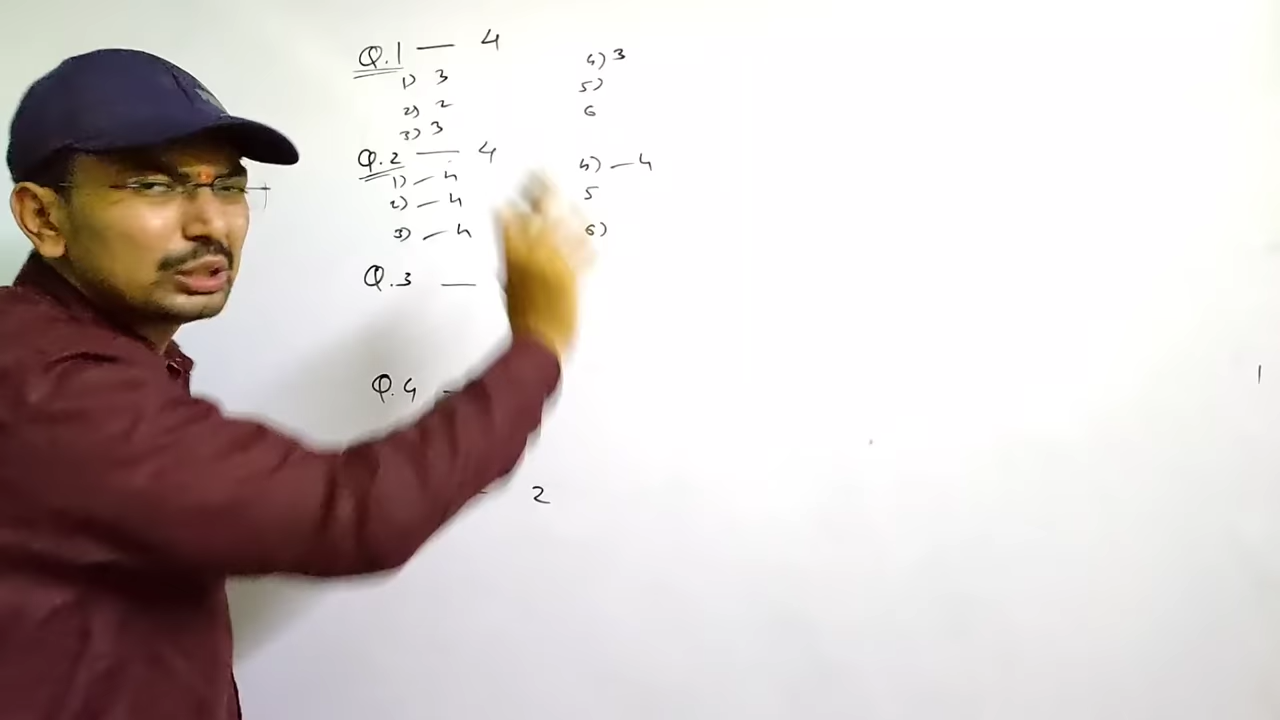 Q.1 — 4
1) 3
2) 2
3) 3
4) 3
5)
6
Q.2 — 4
1) — 4
2) — 4
3) — 4
4) — 4
5
6)
Q.3 —
Q.4 —
2